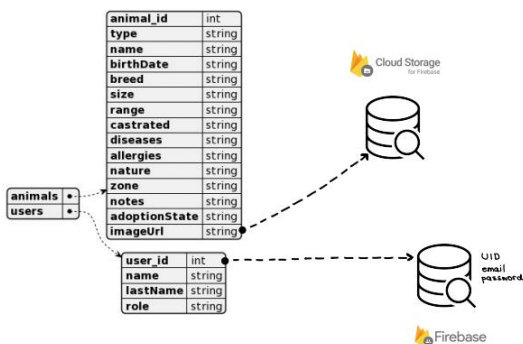 animal_id int
type string
name string
birthDate string
breed string
size string
range string
castrated string
diseases string
allergies string
nature string
zone string
notes string
adoptionState string
imageUrl string
animals
users
user_id int
name string
lastName string
role string
Cloud Storage
for Firebase
UID
email
password
Firebase